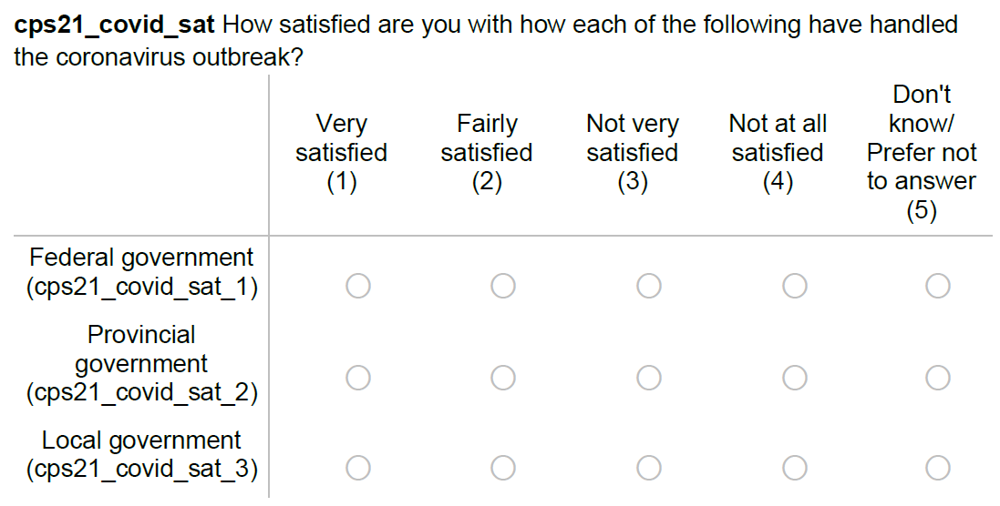 cps21_covid_sat How satisfied are you with how each of the following have handled
the coronavirus outbreak?
Very
satisfied
(1)
Fairly
satisfied
(2)
Not very
satisfied
(3)
Not at all
satisfied
(4)
Don't
know/
Prefer not
to answer
(5)
Federal government
(cps21_covid_sat_1)
Provincial
government
(cps21_covid_sat_2)
Local government
(cps21_covid_sat_3)